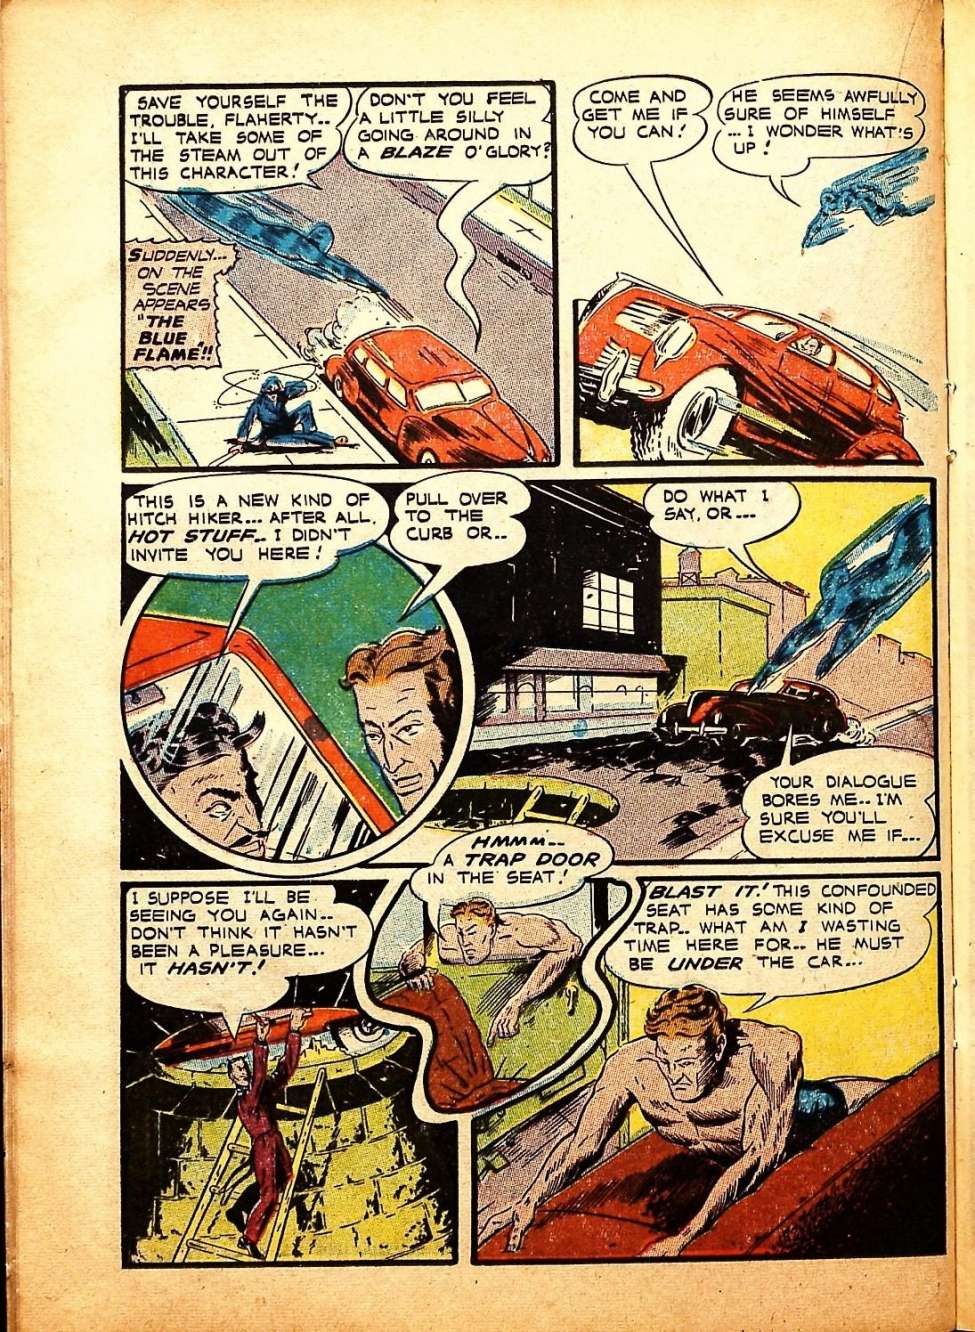 SAVE YOURSELF THE
TROUBLE, FLAHERTY..
I'LL TAKE SOME OF
THE STEAM OUT OF
THIS CHARACTER!
DON'T YOU FEEL
A LITTLE SILLY
GOING AROUND IN
A BLAZE O'GLORY?
SUDDENLY...
ON THE
SCENE
APPEARS
"THE
BLUE
FLAME"!!
COME AND
GET ME IF
YOU CAN!
HE SEEMS AWFULLY
SURE OF HIMSELF
... I WONDER WHAT'S
UP!
THIS IS A NEW KIND OF
HITCH HIKER... AFTER ALL,
HOT STUFF.. I DIDN'T
INVITE YOU HERE!
PULL OVER
TO THE
CURB OR..
DO WHAT I
SAY, OR...
YOUR DIALOGUE
BORES ME.. I'M
SURE YOU'LL
EXCUSE ME IF...
I SUPPOSE I'LL BE
SEEING YOU AGAIN..
DON'T THINK IT HASN'T
BEEN A PLEASURE...
IT HASN'T!
HMMM..
A TRAP DOOR
IN THE SEAT!
BLAST IT! THIS CONFOUNDED
SEAT HAS SOME KIND OF
TRAP.. WHAT AM I WASTING
TIME HERE FOR.. HE MUST
BE UNDER THE CAR...